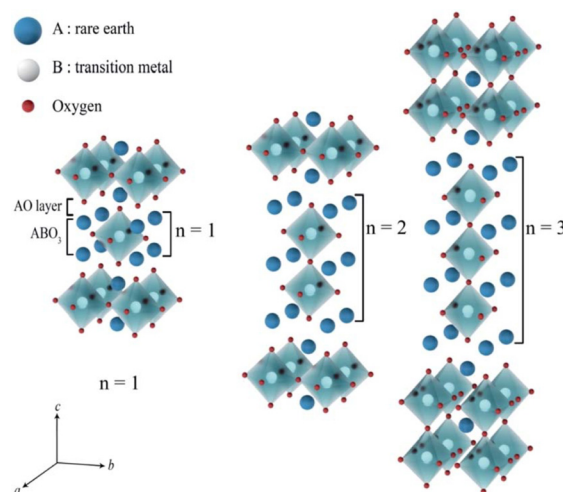 A : rare earth
B : transition metal
Oxygen
AO layer
ABO₃
n = 1
n = 2
n = 3
n = 1
c
b
a